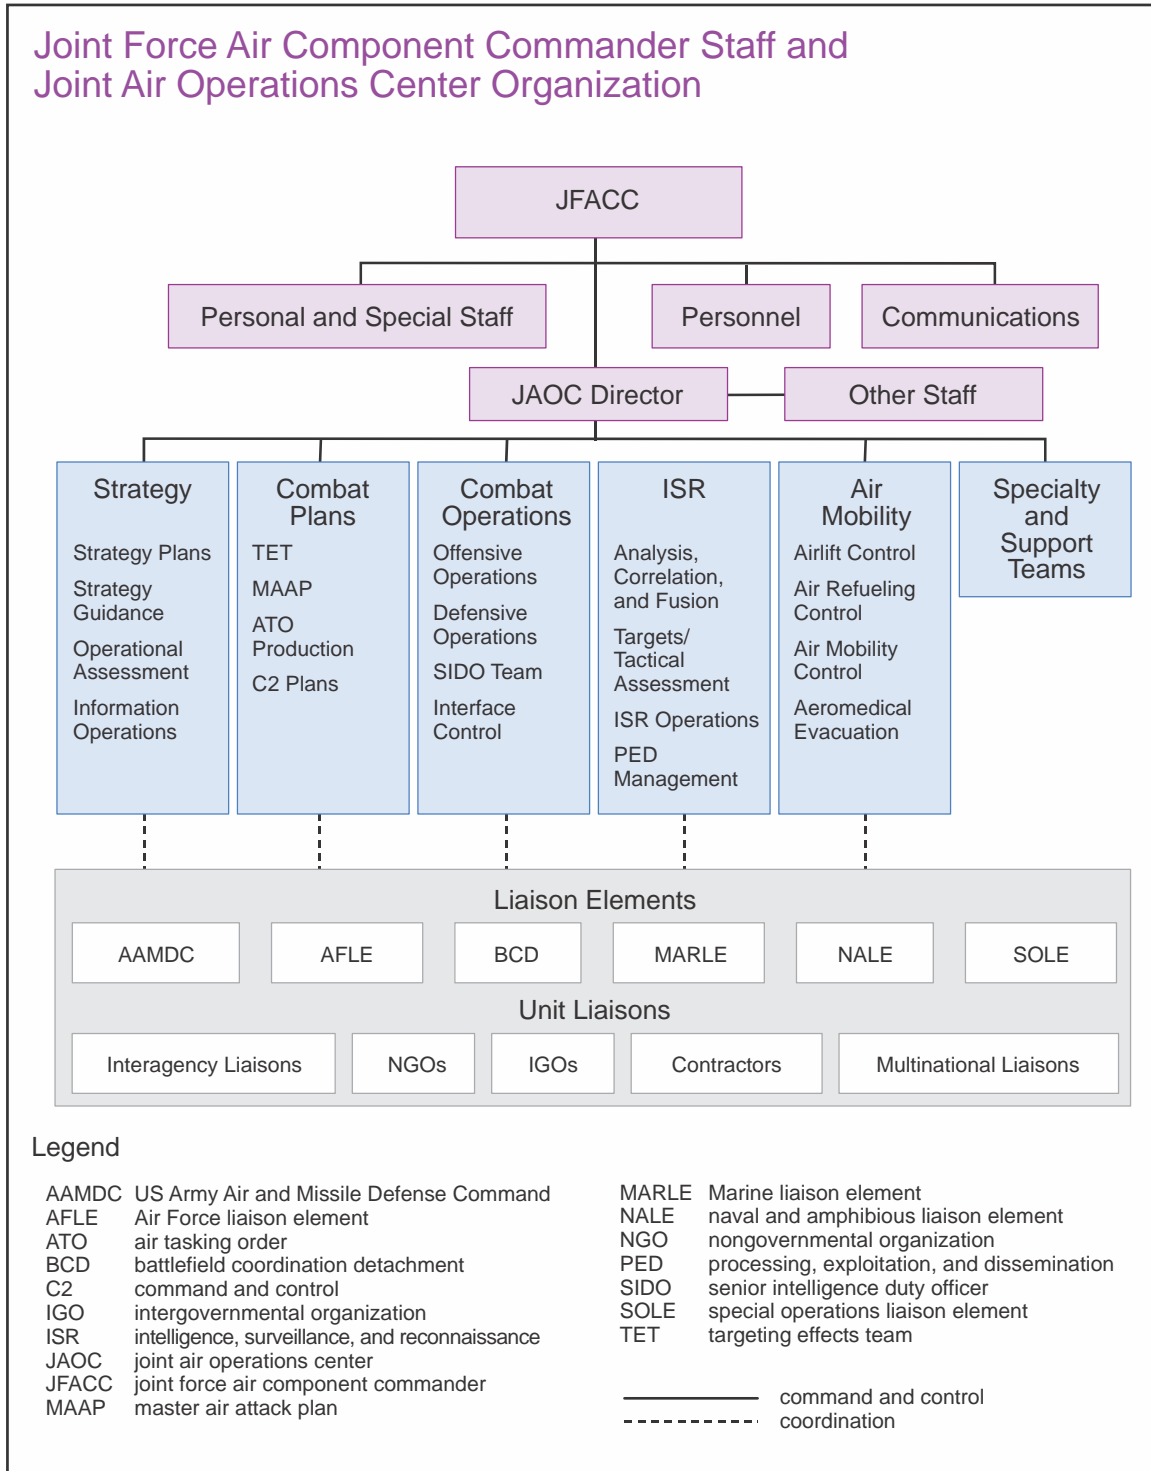 Joint Force Air Component Commander Staff and
Joint Air Operations Center Organization
JFACC
Personal and Special Staff
Personnel
Communications
JAOC Director
Other Staff
Strategy
Strategy Plans
Strategy
Guidance
Operational
Assessment
Information
Operations
Combat
Plans
TET
MAAP
ATO
Production
C2 Plans
Combat
Operations
Offensive
Operations
Defensive
Operations
SIDO Team
Interface
Control
ISR
Analysis,
Correlation,
and Fusion
Targets/
Tactical
Assessment
ISR Operations
PED
Management
Air
Mobility
Airlift Control
Air Refueling
Control
Air Mobility
Control
Aeromedical
Evacuation
Specialty
and
Support
Teams
Liaison Elements
AAMDC
AFLE
BCD
MARLE
NALE
SOLE
Unit Liaisons
Interagency Liaisons
NGOs
IGOs
Contractors
Multinational Liaisons
Legend
AAMDC US Army Air and Missile Defense Command
AFLE Air Force liaison element
ATO air tasking order
BCD battlefield coordination detachment
C2 command and control
IGO intergovernmental organization
ISR intelligence, surveillance, and reconnaissance
JAOC joint air operations center
JFACC joint force air component commander
MAAP master air attack plan
MARLE Marine liaison element
NALE naval and amphibious liaison element
NGO nongovernmental organization
PED processing, exploitation, and dissemination
SIDO senior intelligence duty officer
SOLE special operations liaison element
TET targeting effects team
command and control
coordination